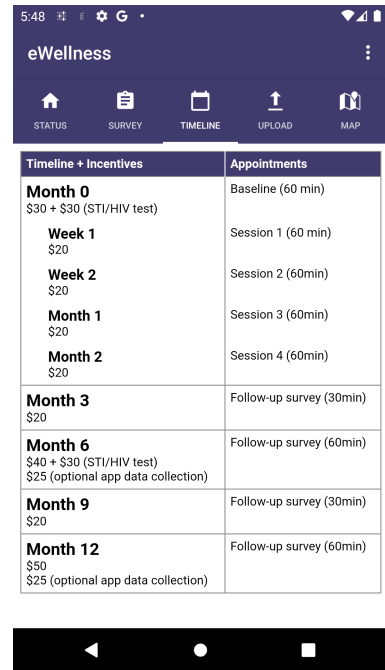 5:48
eWellness
STATUS
SURVEY
TIMELINE
UPLOAD
MAP
Timeline + Incentives
Appointments
Month 0
$30 + $30 (STI/HIV test)
Baseline (60 min)
Week 1
$20
Session 1 (60 min)
Week 2
$20
Session 2 (60min)
Month 1
$20
Session 3 (60min)
Month 2
$20
Session 4 (60min)
Month 3
$20
Follow-up survey (30min)
Month 6
$40 + $30 (STI/HIV test)
$25 (optional app data collection)
Follow-up survey (60min)
Month 9
$20
Follow-up survey (30min)
Month 12
$50
$25 (optional app data collection)
Follow-up survey (60min)